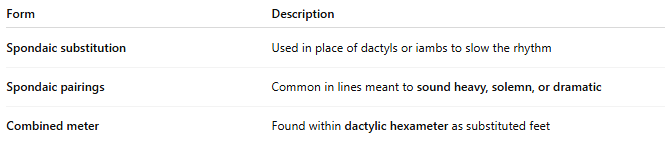 Form Description
Spondaic substitution Used in place of dactyls or iambs to slow the rhythm
Spondaic pairings Common in lines meant to sound heavy, solemn, or dramatic
Combined meter Found within dactylic hexameter as substituted feet